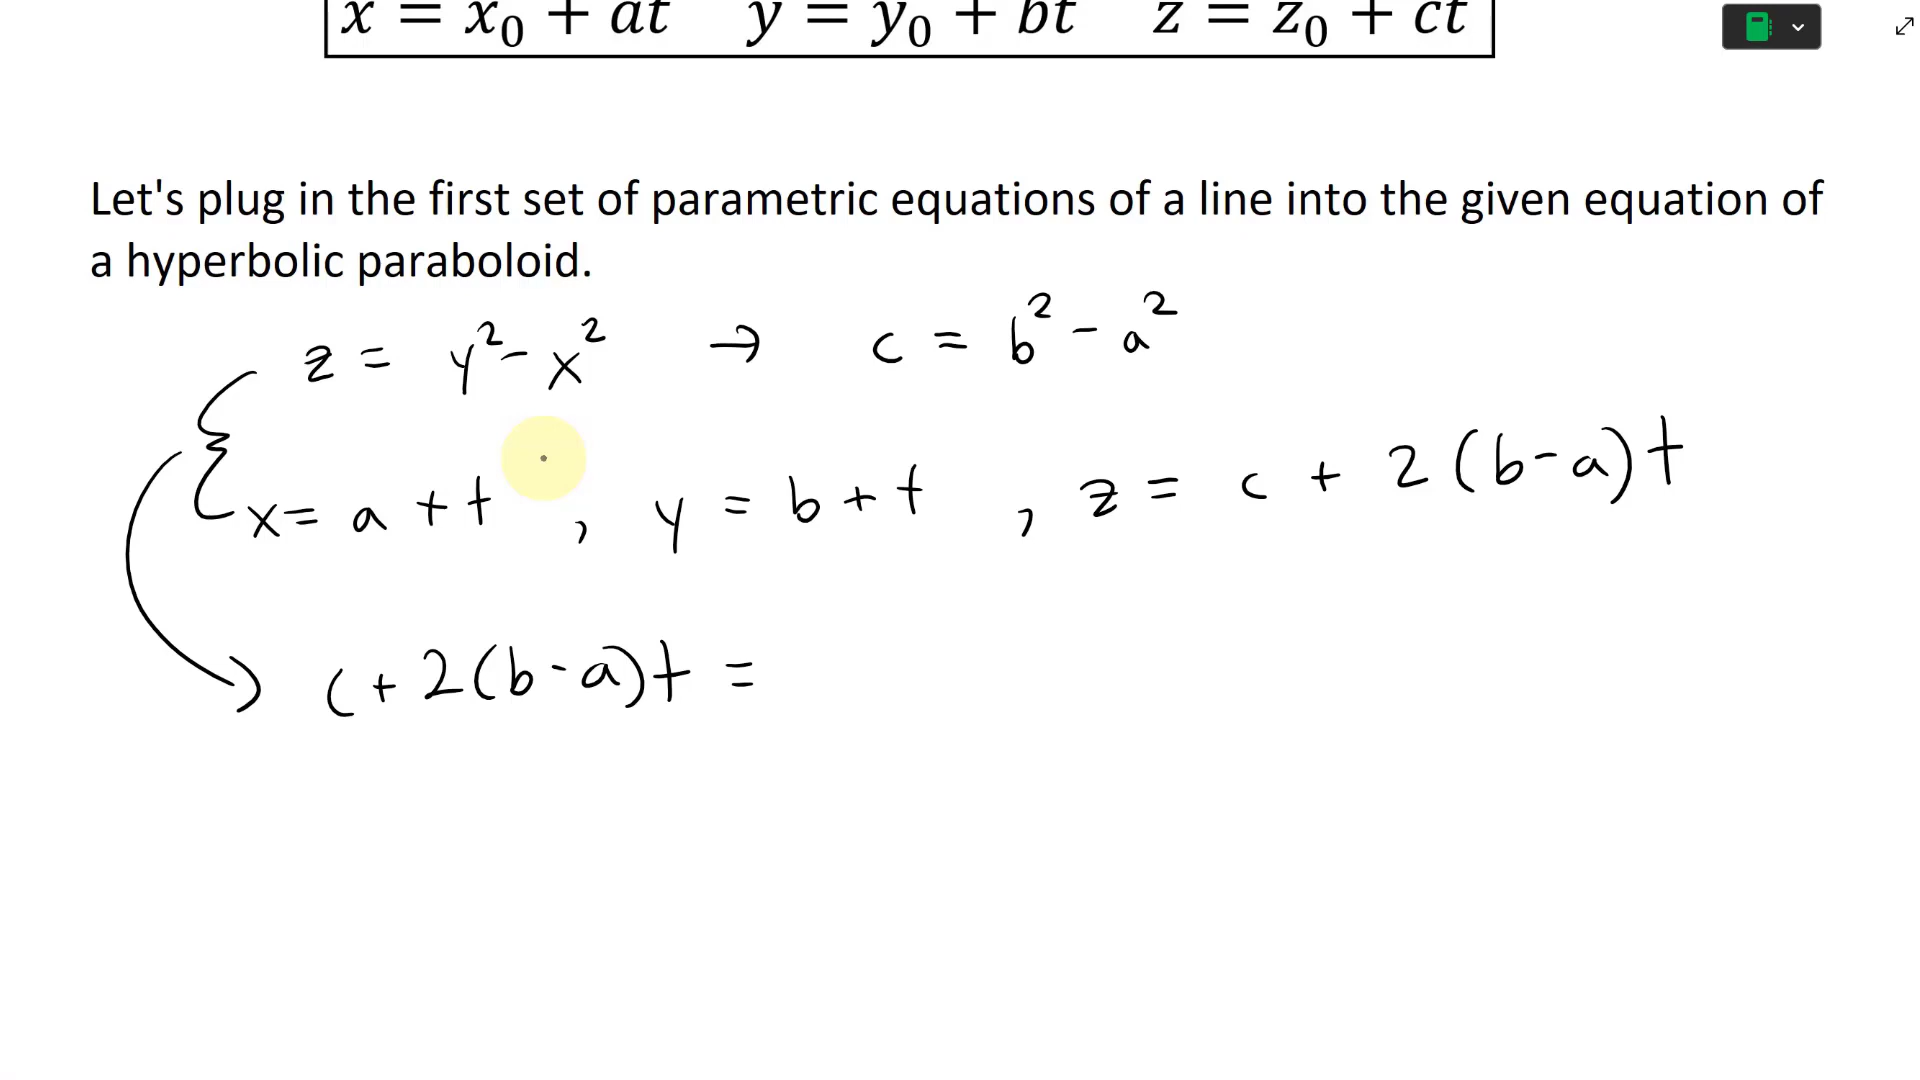 x = x₀ + at y = y₀ + bt z = z₀ + ct
Let's plug in the first set of parametric equations of a line into the given equation of
a hyperbolic paraboloid.
z = y² - x² → c = b² - a²
x = a + t , y = b + t , z = c + 2(b-a)t
c + 2(b-a)t =